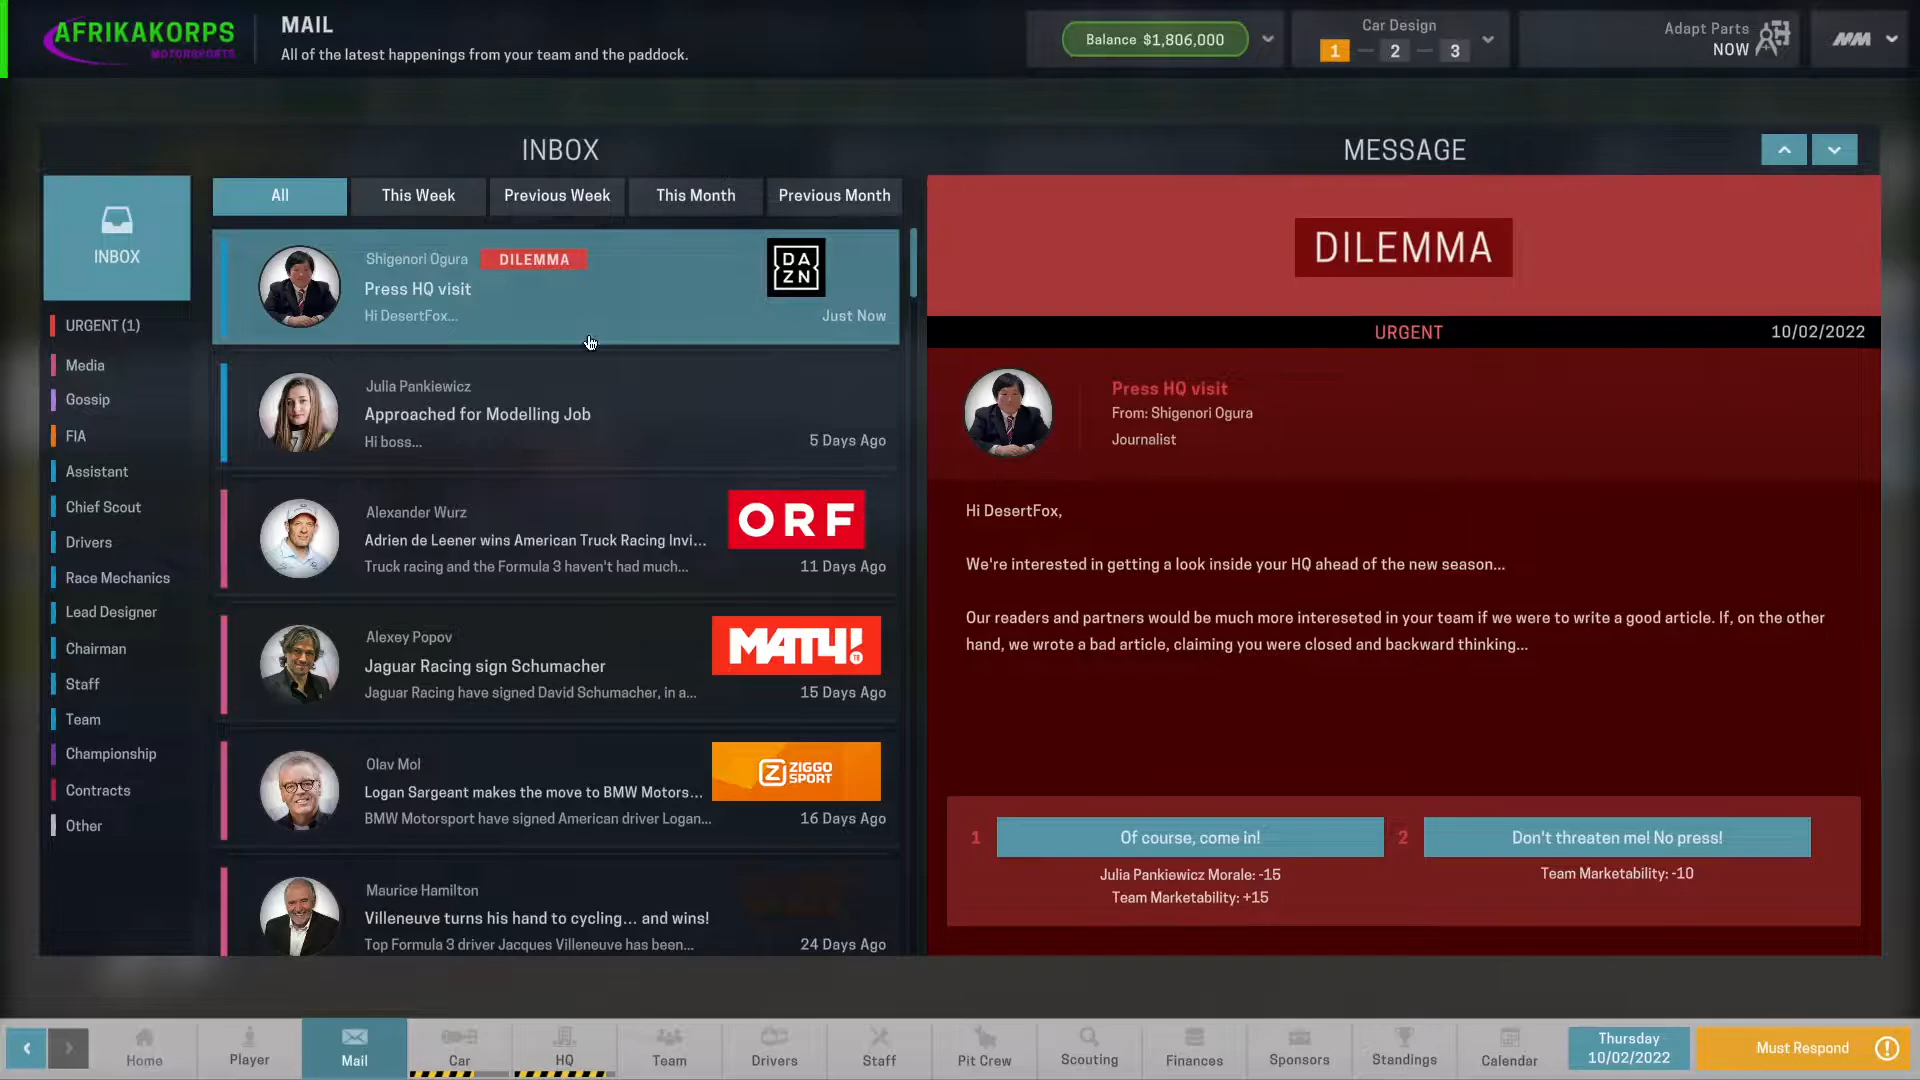 AFRIKAKORPS
MOTORSPORTS
MAIL
All of the latest happenings from your team and the paddock.
Balance $1,806,000
Car Design
1 2 3
Adapt Parts
NOW
INBOX
MESSAGE
INBOX
All
This Week
Previous Week
This Month
Previous Month
URGENT (1)
Media
Gossip
FIA
Assistant
Chief Scout
Drivers
Race Mechanics
Lead Designer
Chairman
Staff
Team
Championship
Contracts
Other
Shigenori Ogura
DILEMMA
Press HQ visit
Hi DesertFox...
DAZN
Just Now
Julia Pankiewicz
Approached for Modelling Job
Hi boss...
5 Days Ago
Alexander Wurz
Adrien de Leener wins American Truck Racing Invi...
Truck racing and the Formula 3 haven't had much...
ORF
11 Days Ago
Alexey Popov
Jaguar Racing sign Schumacher
Jaguar Racing have signed David Schumacher, in a...
МАТЧ!
15 Days Ago
Olav Mol
Logan Sargeant makes the move to BMW Motors...
BMW Motorsport have signed American driver Logan...
ZIGGO
SPORT
16 Days Ago
Maurice Hamilton
Villeneuve turns his hand to cycling... and wins!
Top Formula 3 driver Jacques Villeneuve has been...
24 Days Ago
DILEMMA
URGENT
10/02/2022
Press HQ visit
From: Shigenori Ogura
Journalist
Hi DesertFox,
We're interested in getting a look inside your HQ ahead of the new season...
Our readers and partners would be much more intereseted in your team if we were to write a good article. If, on the other
hand, we wrote a bad article, claiming you were closed and backward thinking...
1 Of course, come in!
Julia Pankiewicz Morale: -15
Team Marketability: +15
2 Don't threaten me! No press!
Team Marketability: -10
Home
Player
Mail
Car
HQ
Team
Drivers
Staff
Pit Crew
Scouting
Finances
Sponsors
Standings
Calendar
Thursday
10/02/2022
Must Respond